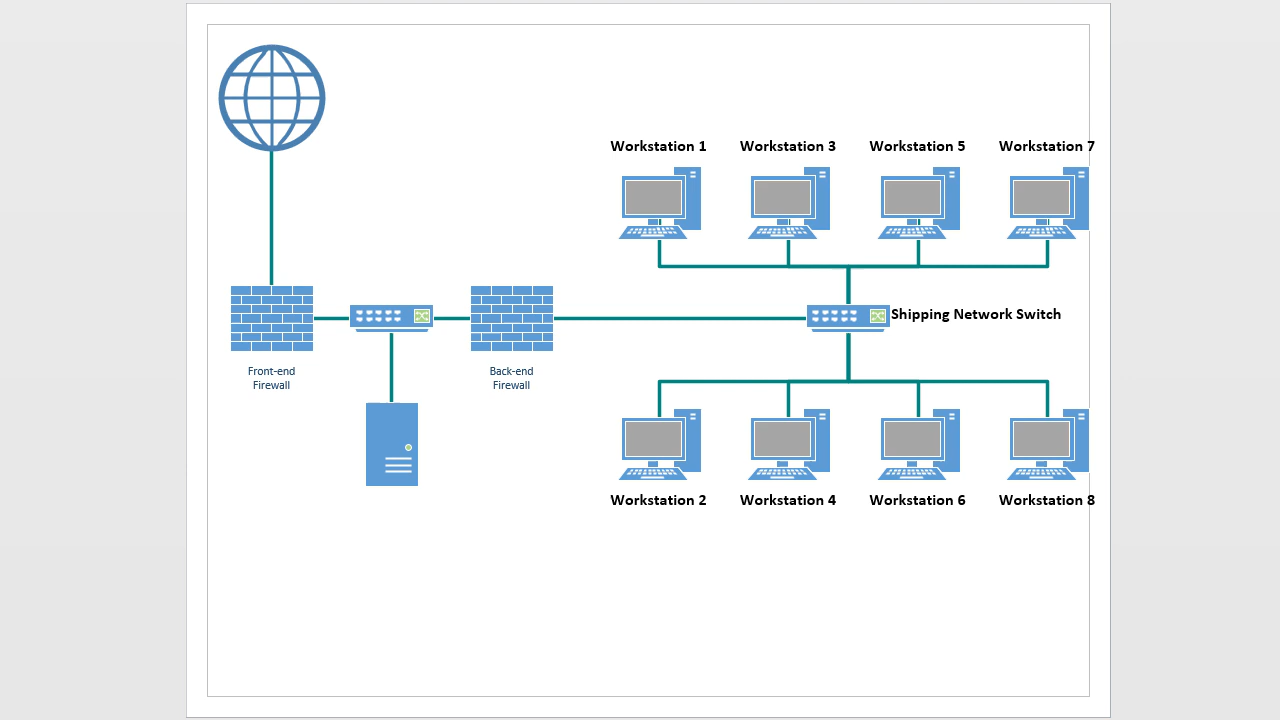 Workstation 1
Workstation 3
Workstation 5
Workstation 7
Shipping Network Switch
Front-end
Firewall
Back-end
Firewall
Workstation 2
Workstation 4
Workstation 6
Workstation 8